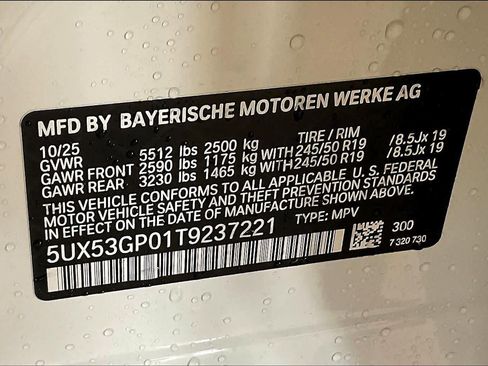 MFD BY BAYERISCHE MOTOREN WERKE AG
10/25 TIRE / RIM
GVWR 5512 lbs 2500 kg
GAWR FRONT 2590 lbs 1175 kg WITH 245/50 R19 /8.5Jx 19
GAWR REAR 3230 lbs 1465 kg WITH 245/50 R19 /8.5Jx 19
THIS VEHICLE CONFORMS TO ALL APPLICABLE U. S. FEDERAL
MOTOR VEHICLE SAFETY AND THEFT PREVENTION STANDARDS
IN EFFECT ON THE DATE OF MANUFACTURE SHOWN ABOVE.
5UX53GP01T9237221 TYPE: MPV
300
7 320 730